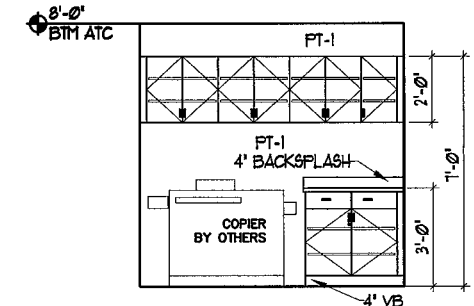 8'-0"
BTM ATC
PT-1
2'-0"
7'-0"
PT-1
4" BACKSPLASH
COPIER
BY OTHERS
3'-0"
4" VB